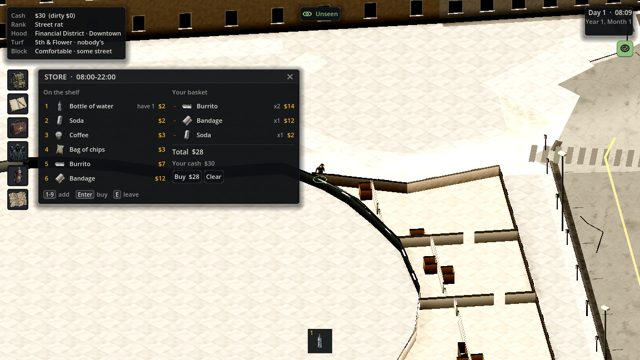 Cash $30 (dirty $0)
Rank Street rat
Hood Financial District · Downtown
Turf 5th & Flower · nobody's
Block Comfortable · some street
Unseen
Day 1 · 08:09
Year 1, Month 1
STORE · 08:00-22:00
On the shelf
1 Bottle of water have 1 $2
2 Soda $2
3 Coffee $3
4 Bag of chips $3
5 Burrito $7
6 Bandage $12
1-9 add Enter buy E leave
Your basket
- Burrito x2 $14
- Bandage x1 $12
- Soda x1 $2
Total $28
Your cash $30
Buy $28 Clear
1